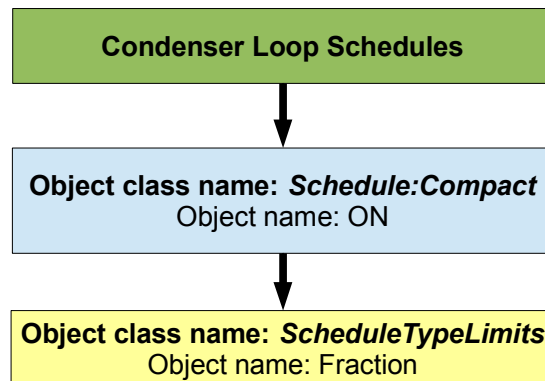 Condenser Loop Schedules
Object class name: Schedule:Compact
Object name: ON
Object class name: ScheduleTypeLimits
Object name: Fraction